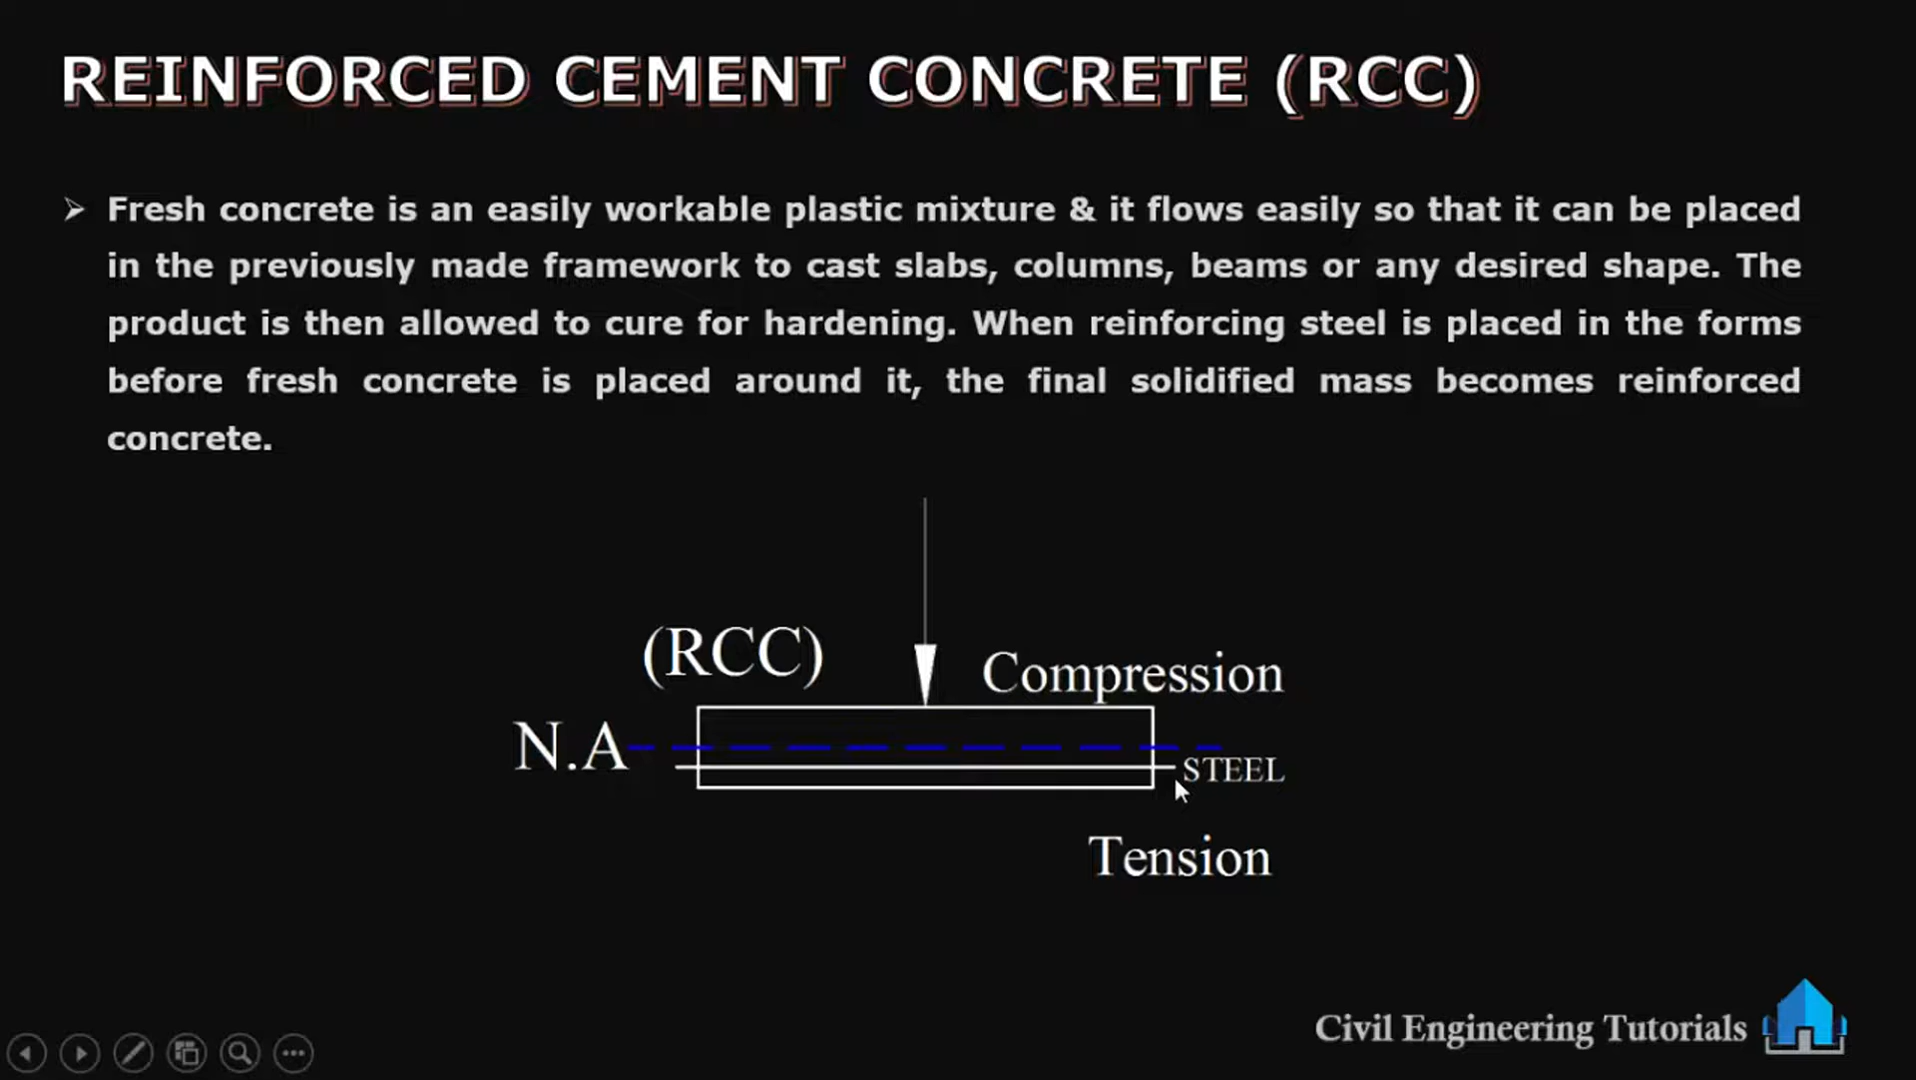 REINFORCED CEMENT CONCRETE (RCC)
➢ Fresh concrete is an easily workable plastic mixture & it flows easily so that it can be placed
in the previously made framework to cast slabs, columns, beams or any desired shape. The
product is then allowed to cure for hardening. When reinforcing steel is placed in the forms
before fresh concrete is placed around it, the final solidified mass becomes reinforced
concrete.
(RCC)
Compression
N.A
STEEL
Tension
Civil Engineering Tutorials